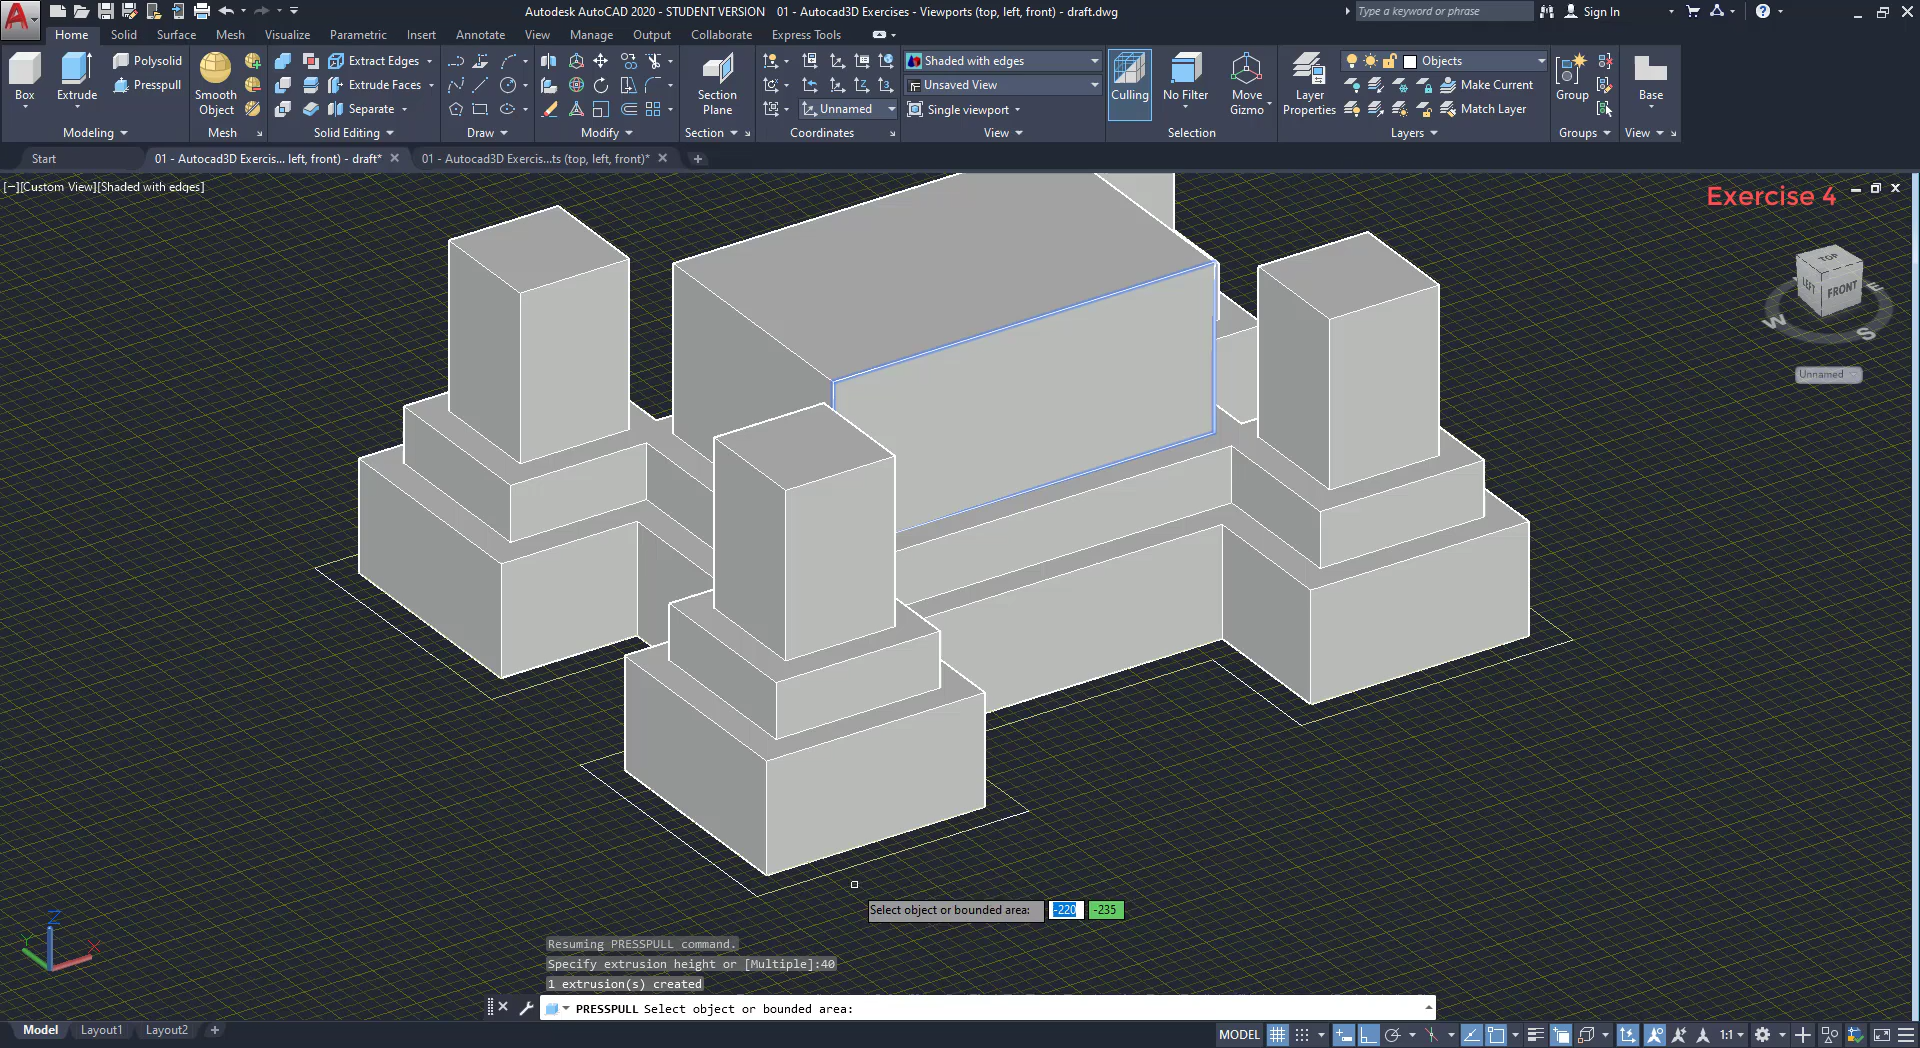 Autodesk AutoCAD 2020 - STUDENT VERSION 01 - Autocad3D Exercises - Viewports (top, left, front) - draft.dwg
Type a keyword or phrase
Sign In
Home Solid Surface Mesh Visualize Parametric Insert Annotate View Manage Output Collaborate Express Tools
Box
Extrude
Polysolid
Presspull
Modeling
Smooth Object
Mesh
Extract Edges
Extrude Faces
Separate
Solid Editing
Draw
Modify
Section Plane
Section
Unnamed
Coordinates
Shaded with edges
Unsaved View
Single viewport
View
Culling
No Filter
Move Gizmo
Selection
Layer Properties
Objects
Make Current
Match Layer
Layers
Group
Groups
Base
View
Start
01 - Autocad3D Exercis... left, front) - draft*
01 - Autocad3D Exercis...ts (top, left, front)*
[−][Custom View][Shaded with edges]
Exercise 4
TOP
LEFT
FRONT
W
S
E
Unnamed
Z
Y
X
Select object or bounded area: -220 -235
Resuming PRESSPULL command.
Specify extrusion height or [Multiple]:40
1 extrusion(s) created
PRESSPULL Select object or bounded area:
Model Layout1 Layout2
MODEL
1:1